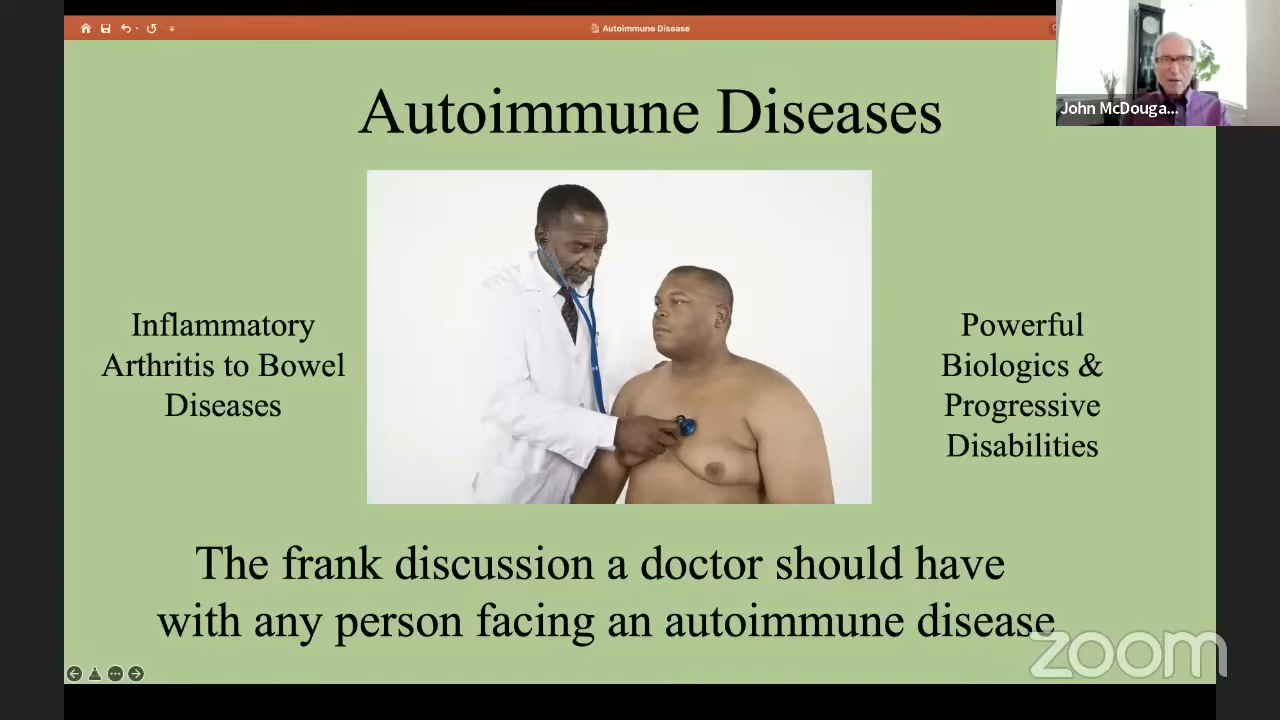 Autoimmune Disease
John McDouga...
Autoimmune Diseases
Inflammatory
Arthritis to Bowel
Diseases
Powerful
Biologics &
Progressive
Disabilities
The frank discussion a doctor should have
with any person facing an autoimmune disease
zoom